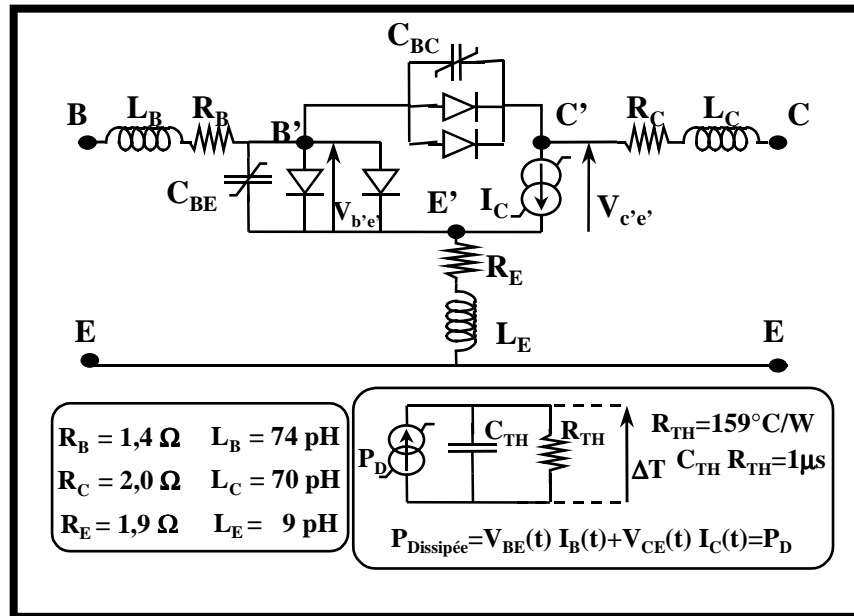 C_BC
B L_B R_B B' C' R_C L_C C
C_BE V_b'e' E' I_C V_c'e'
R_E
L_E
E E
R_B = 1,4 Ω L_B = 74 pH
R_C = 2,0 Ω L_C = 70 pH
R_E = 1,9 Ω L_E = 9 pH
P_D C_TH R_TH ΔT
R_TH=159°C/W
C_TH R_TH=1μs
P_Dissipée=V_BE(t) I_B(t)+V_CE(t) I_C(t)=P_D